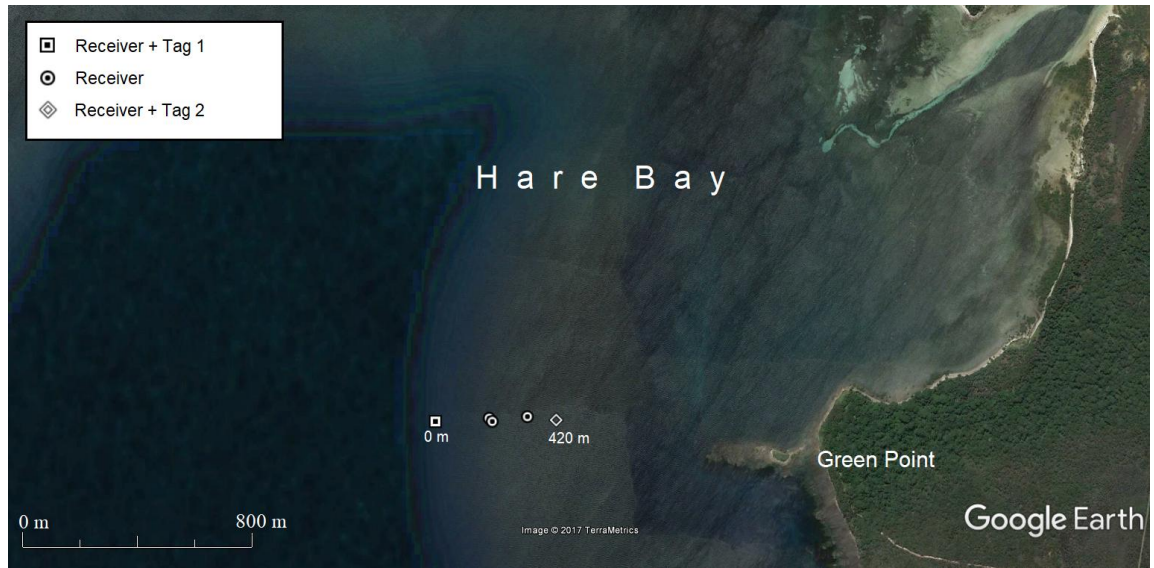 Receiver + Tag 1
Receiver
Receiver + Tag 2
Hare Bay
0 m
420 m
Green Point
0 m
800 m
Image © 2017 TerraMetrics
Google Earth